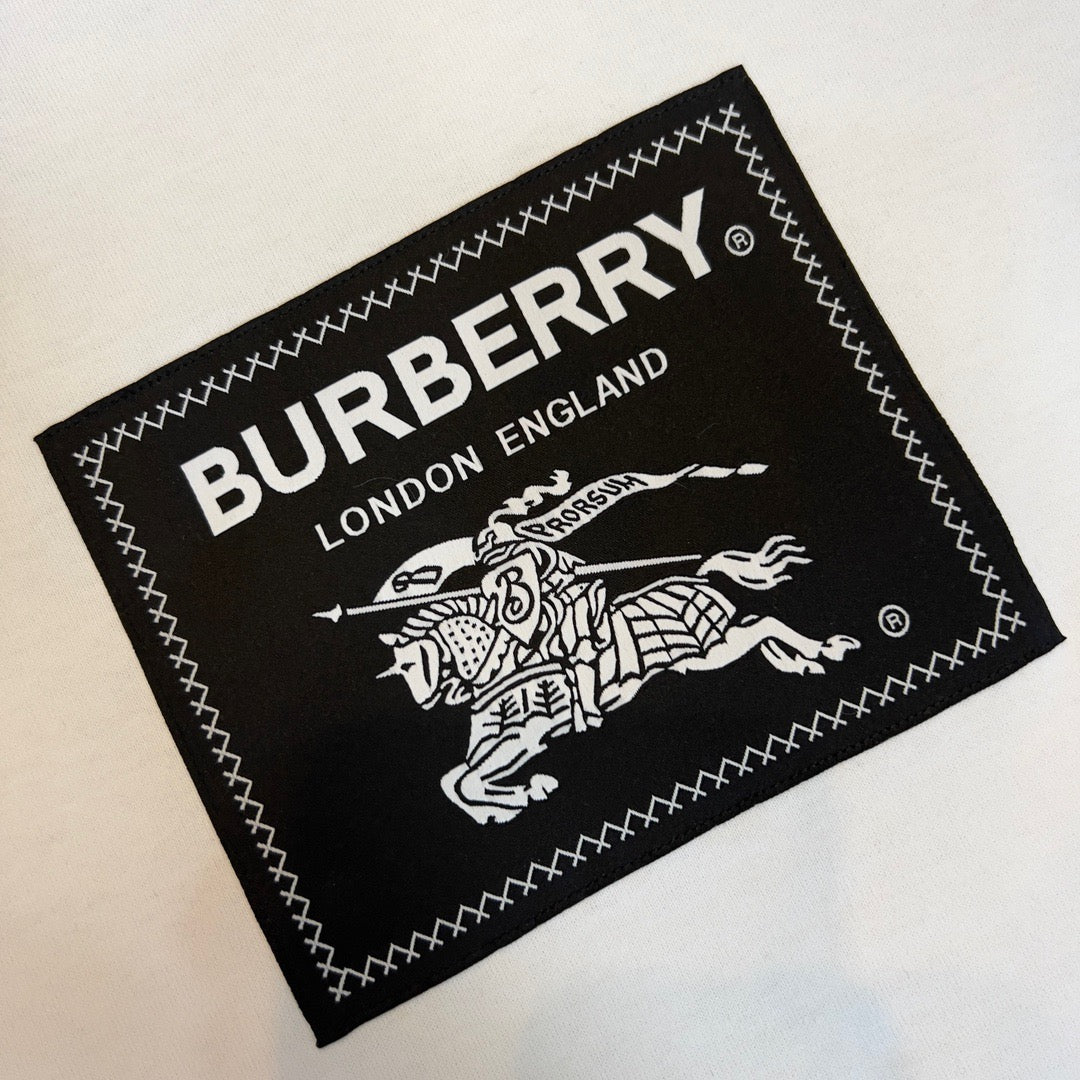 BURBERRY®
LONDON ENGLAND
PRORSUM
B
®